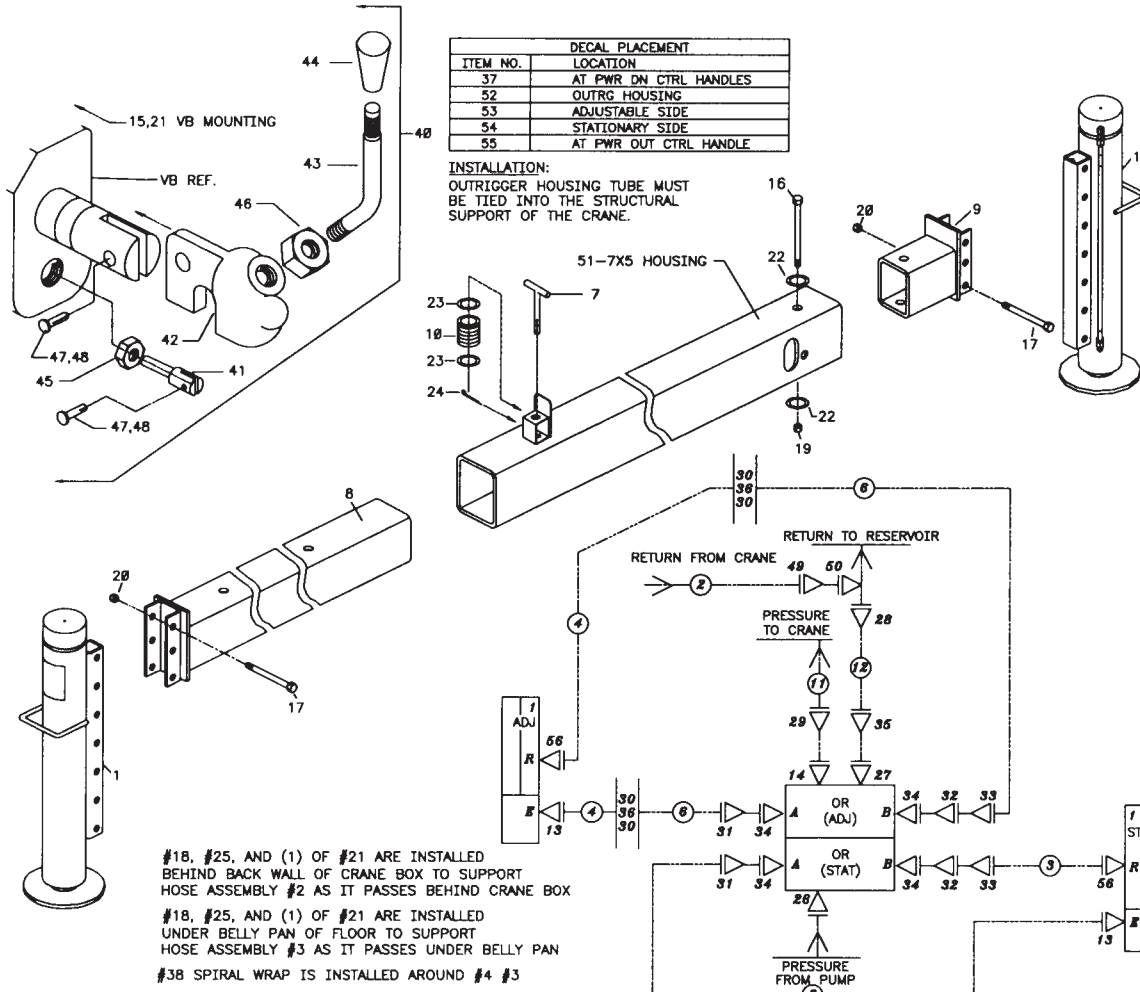 44
40
15,21 VB MOUNTING
VB REF.
43
46
42
47,48
45
41
47,48
DECAL PLACEMENT
ITEM NO. LOCATION
37 AT PWR DN CTRL HANDLES
52 OUTRG HOUSING
53 ADJUSTABLE SIDE
54 STATIONARY SIDE
55 AT PWR OUT CTRL HANDLE
INSTALLATION:
OUTRIGGER HOUSING TUBE MUST
BE TIED INTO THE STRUCTURAL
SUPPORT OF THE CRANE.
16
20
9
1
51-7X5 HOUSING
22
23
7
10
23
24
17
22
19
8
20
17
1
30
36
30
6
RETURN TO RESERVOIR
RETURN FROM CRANE
2
49
50
28
PRESSURE
TO CRANE
4
11
12
29
35
1
ADJ
56
R
14
27
E
13
4
30
36
30
6
31
34
A
OR
(ADJ)
B
34
32
33
31
34
A
OR
(STAT)
B
34
32
33
3
56
1
ST
R
E
13
26
PRESSURE
FROM PUMP
#18, #25, AND (1) OF #21 ARE INSTALLED
BEHIND BACK WALL OF CRANE BOX TO SUPPORT
HOSE ASSEMBLY #2 AS IT PASSES BEHIND CRANE BOX
#18, #25, AND (1) OF #21 ARE INSTALLED
UNDER BELLY PAN OF FLOOR TO SUPPORT
HOSE ASSEMBLY #3 AS IT PASSES UNDER BELLY PAN
#38 SPIRAL WRAP IS INSTALLED AROUND #4 #3